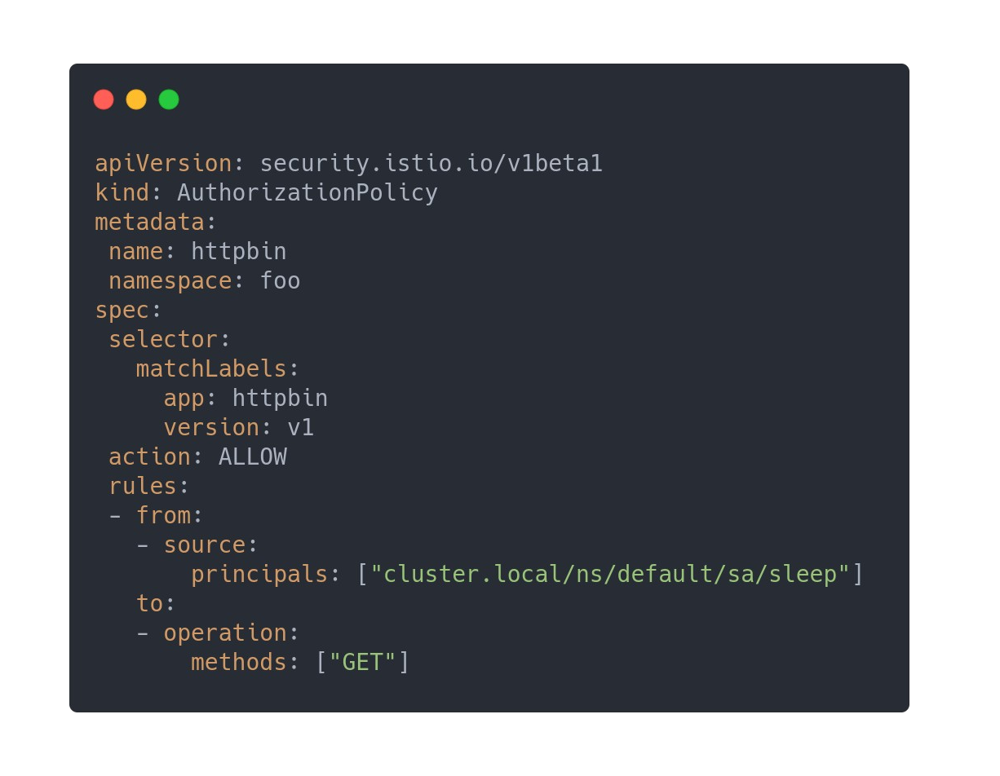 apiVersion: security.istio.io/v1beta1
kind: AuthorizationPolicy
metadata:
 name: httpbin
 namespace: foo
spec:
 selector:
   matchLabels:
     app: httpbin
     version: v1
 action: ALLOW
 rules:
 - from:
   - source:
       principals: ["cluster.local/ns/default/sa/sleep"]
   to:
   - operation:
       methods: ["GET"]